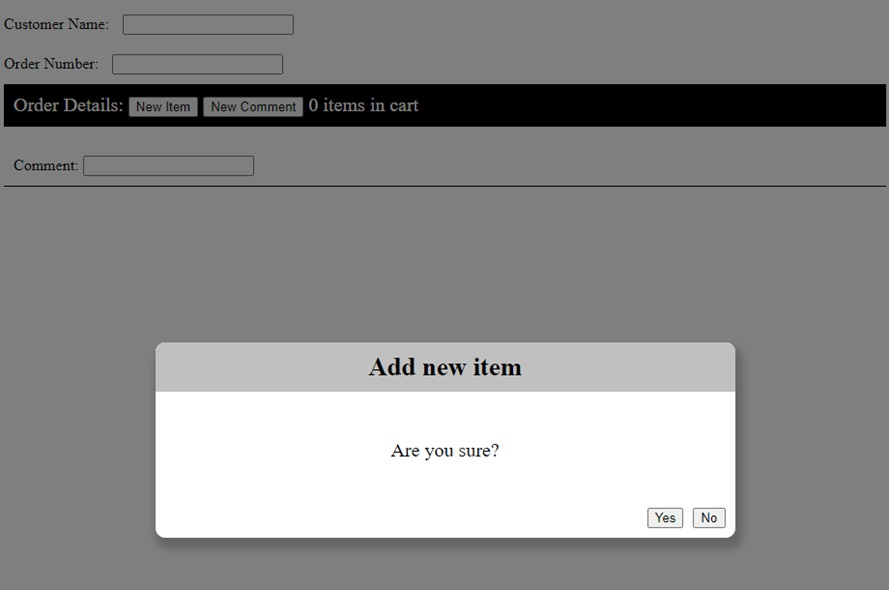 Customer Name:
Order Number:
Order Details: New Item New Comment 0 items in cart
Comment:
Add new item
Are you sure?
Yes No